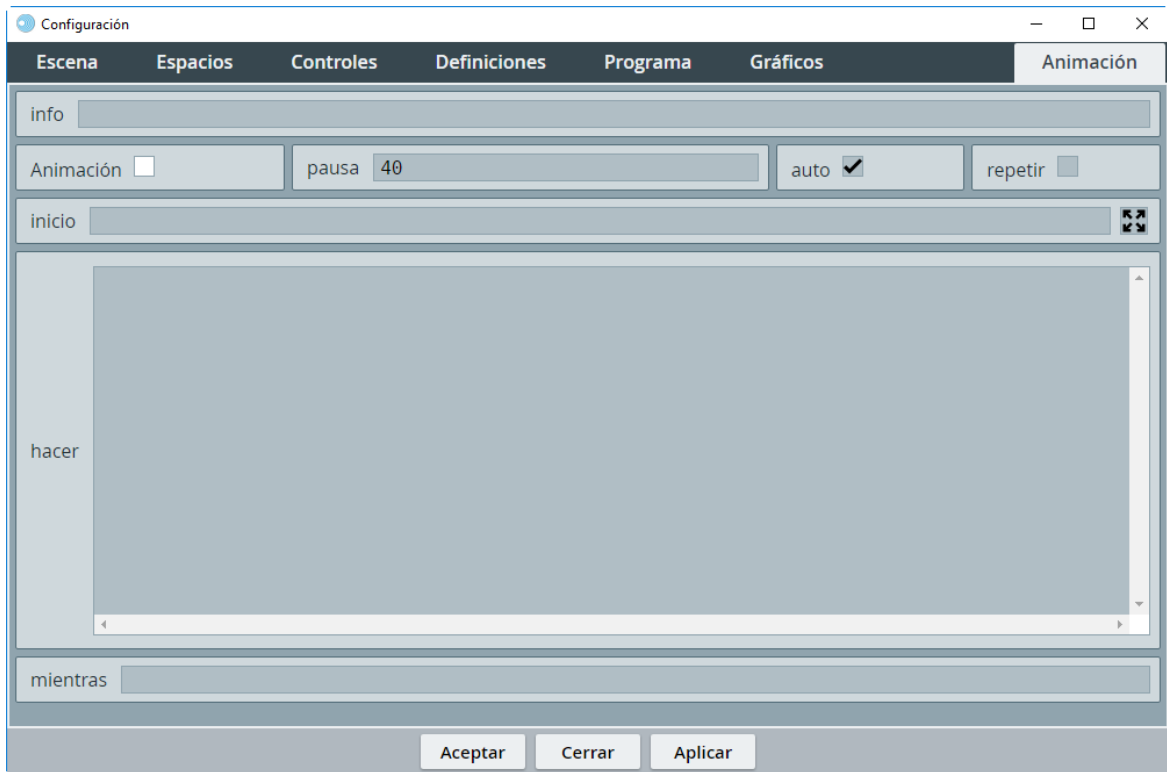 Configuración
Escena Espacios Controles Definiciones Programa Gráficos Animación
info
Animación pausa 40 auto repetir
inicio
hacer
mientras
Aceptar Cerrar Aplicar